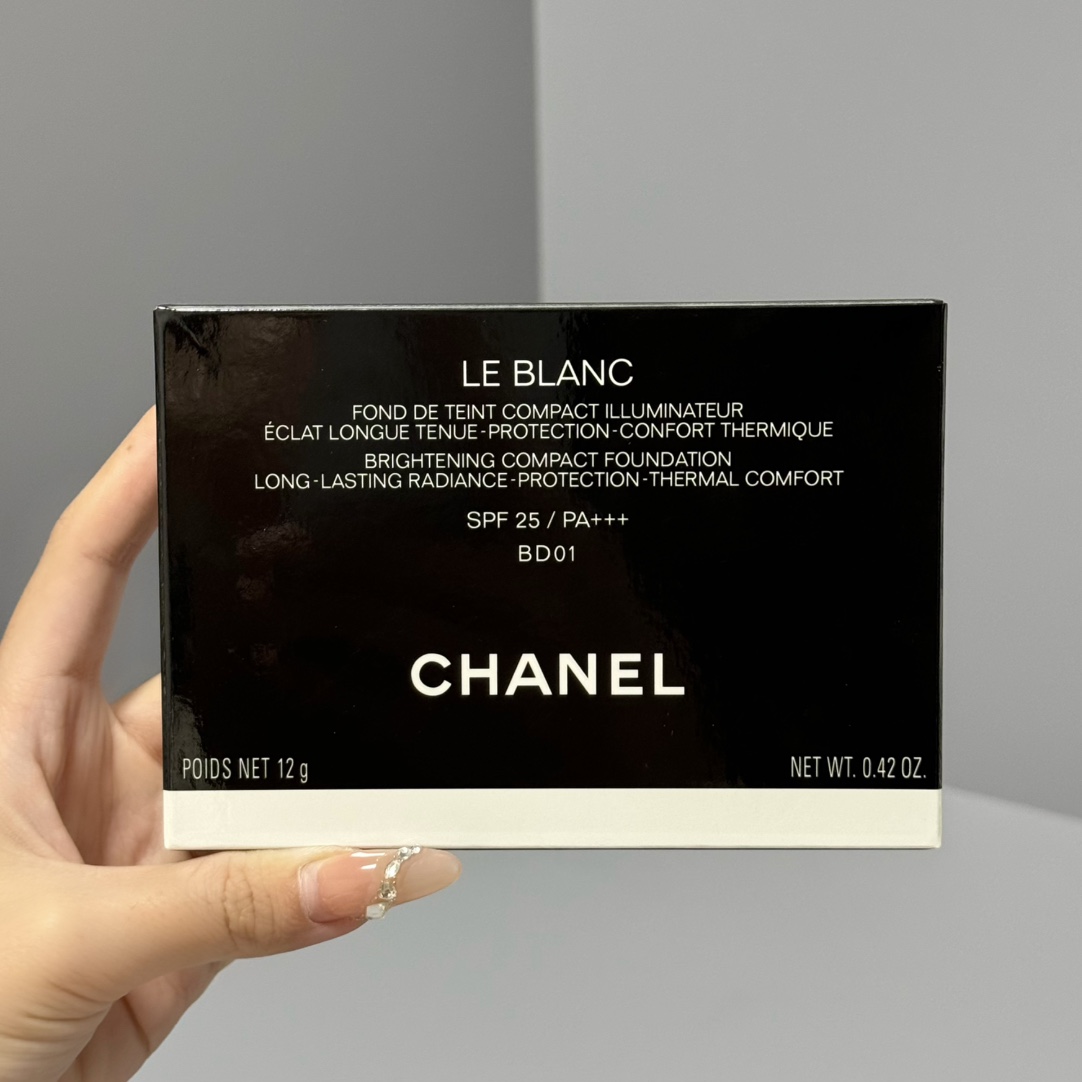 LE BLANC
FOND DE TEINT COMPACT ILLUMINATEUR
ÉCLAT LONGUE TENUE-PROTECTION-CONFORT THERMIQUE
BRIGHTENING COMPACT FOUNDATION
LONG-LASTING RADIANCE-PROTECTION-THERMAL COMFORT
SPF 25 / PA+++
BD01
CHANEL
POIDS NET 12 g
NET WT. 0.42 OZ.